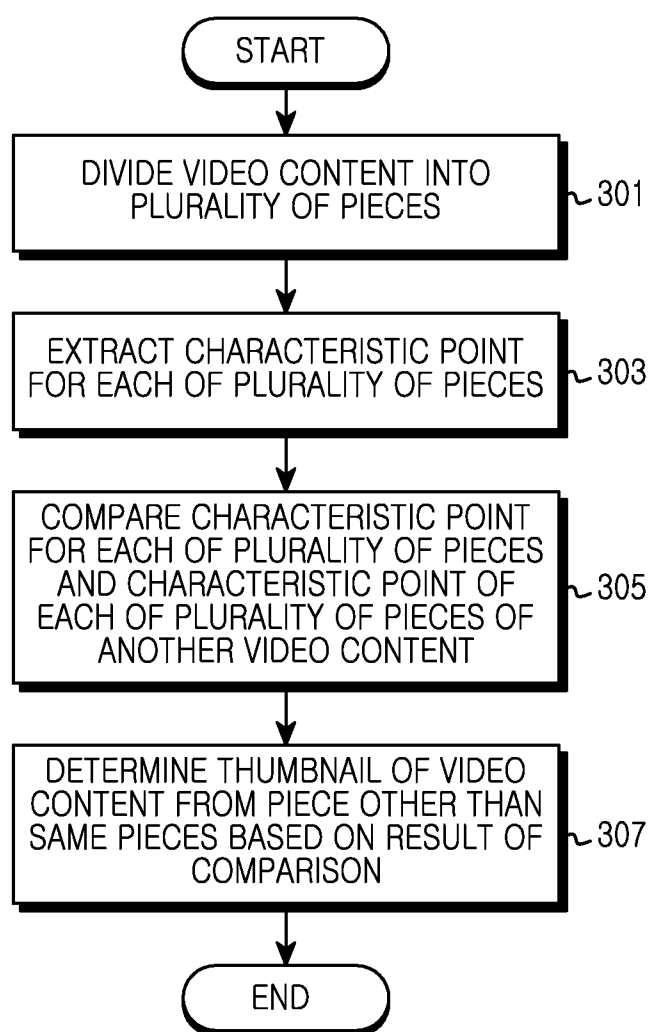 START
DIVIDE VIDEO CONTENT INTO
PLURALITY OF PIECES
301
EXTRACT CHARACTERISTIC POINT
FOR EACH OF PLURALITY OF PIECES
303
COMPARE CHARACTERISTIC POINT
FOR EACH OF PLURALITY OF PIECES
AND CHARACTERISTIC POINT OF
EACH OF PLURALITY OF PIECES OF
ANOTHER VIDEO CONTENT
305
DETERMINE THUMBNAIL OF VIDEO
CONTENT FROM PIECE OTHER THAN
SAME PIECES BASED ON RESULT OF
COMPARISON
307
END